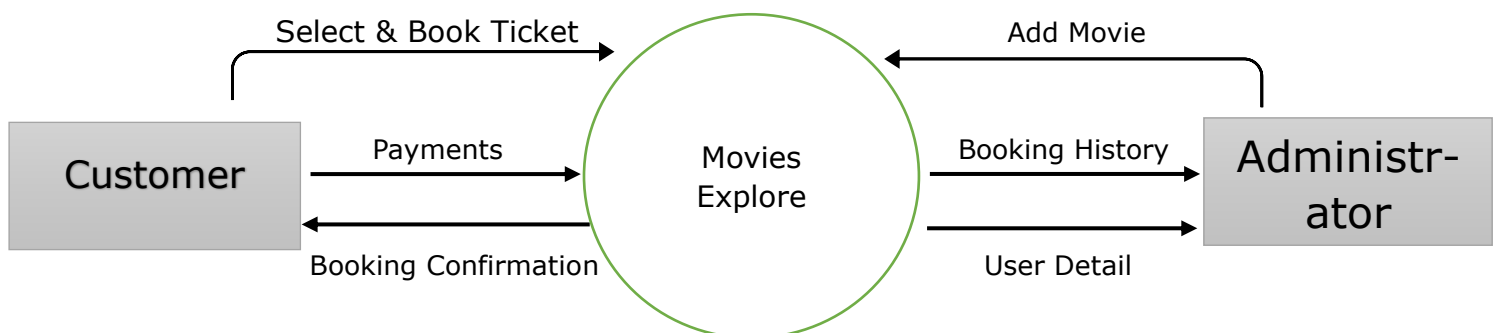 Select & Book Ticket
Add Movie
Customer
Payments
Movies
Explore
Booking History
Administr-
ator
Booking Confirmation
User Detail